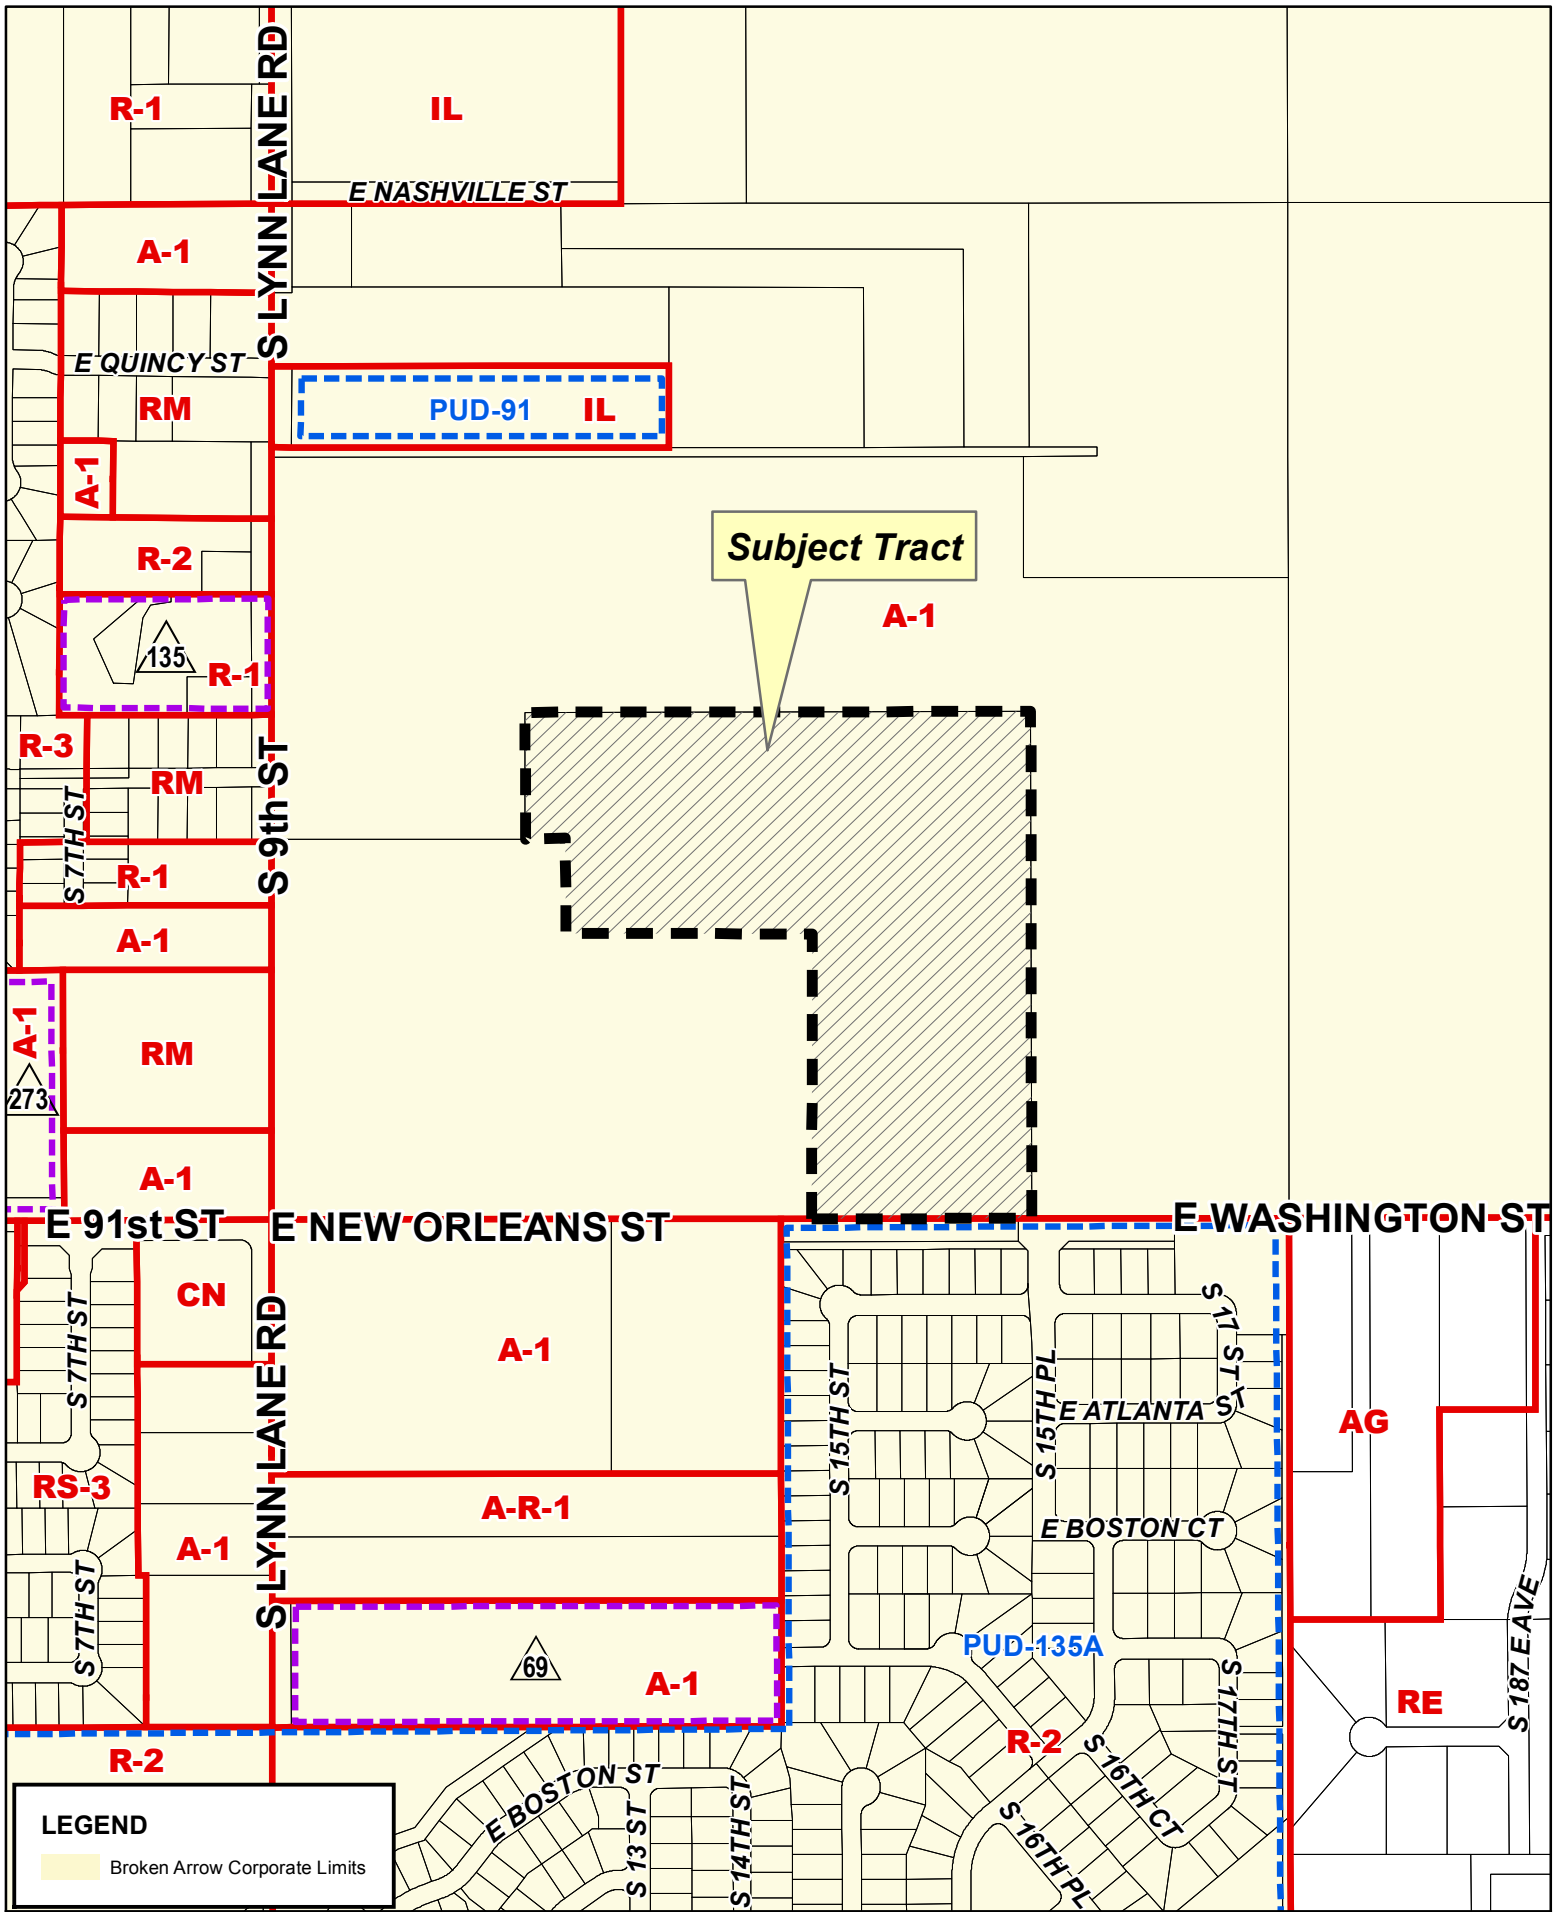 S LYNN LANE RD
R-1
IL
E NASHVILLE ST
A-1
E QUINCY ST
RM
PUD-91
IL
A-1
R-2
Subject Tract
A-1
135
R-1
R-3
RM
S 7TH ST
S 9th ST
R-1
A-1
A-1
273
RM
A-1
E 91st ST
E NEW ORLEANS ST
E WASHINGTON ST
CN
S 7TH ST
S LYNN LANE RD
A-1
S 15TH ST
S 15TH PL
S 17 ST
E ATLANTA ST
AG
RS-3
A-R-1
A-1
E BOSTON CT
S 7TH ST
69
A-1
PUD-135A
S 187 E AVE
RE
S 17TH ST
R-2
S 16TH CT
R-2
E BOSTON ST
S 13 ST
S 14TH ST
S 16TH PL
LEGEND
Broken Arrow Corporate Limits